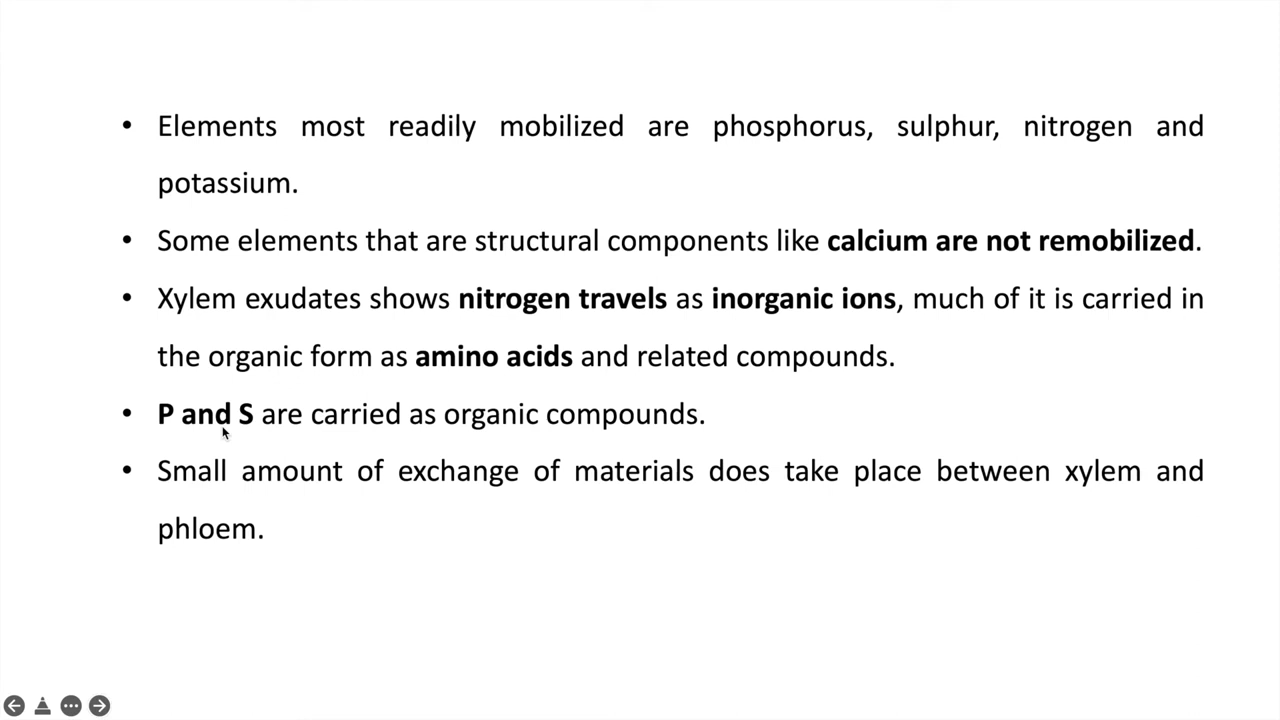 • Elements most readily mobilized are phosphorus, sulphur, nitrogen and
potassium.
• Some elements that are structural components like calcium are not remobilized.
• Xylem exudates shows nitrogen travels as inorganic ions, much of it is carried in
the organic form as amino acids and related compounds.
• P and S are carried as organic compounds.
• Small amount of exchange of materials does take place between xylem and
phloem.